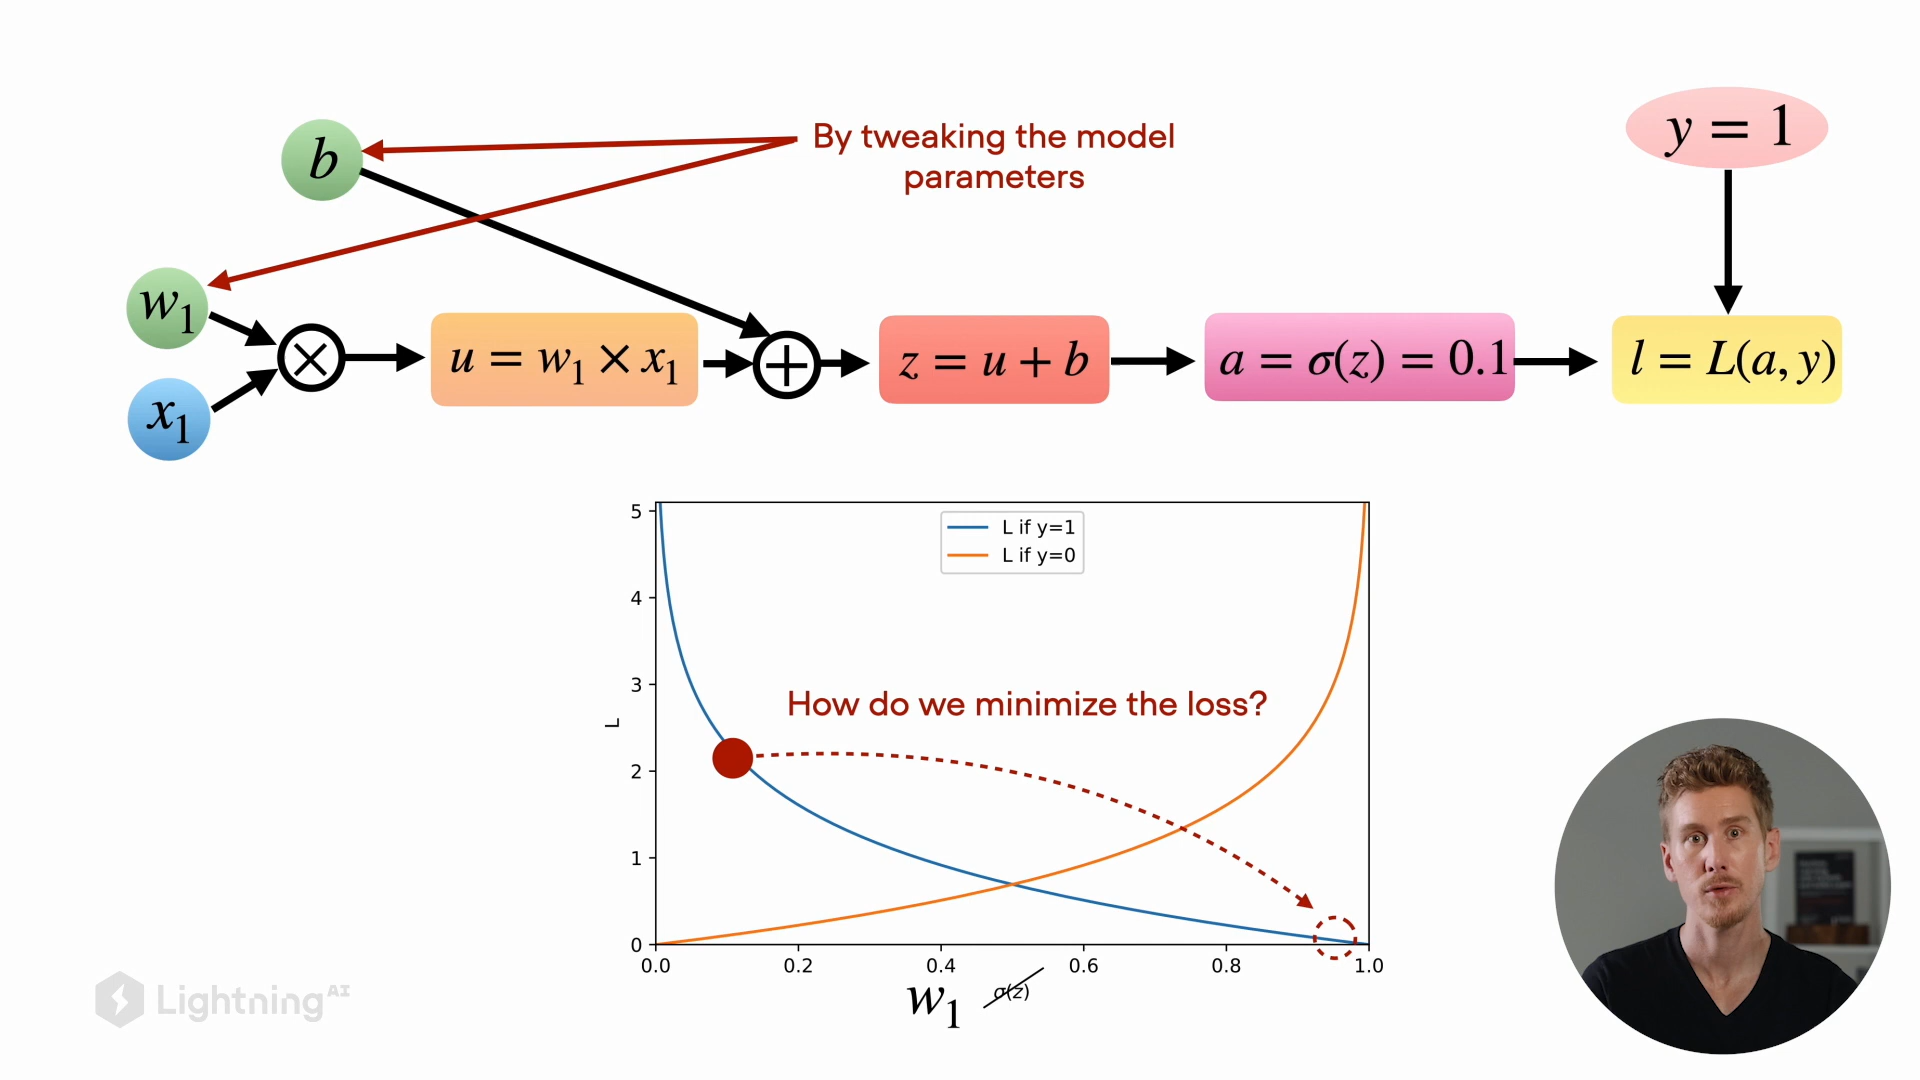 b
By tweaking the model
parameters
y = 1
w₁
x₁
u = w₁ × x₁
z = u + b
a = σ(z) = 0.1
l = L(a, y)
L if y=1
L if y=0
How do we minimize the loss?
L
5
4
3
2
1
0
0.0 0.2 0.4 0.6 0.8 1.0
w₁ σ(z)
Lightning AI